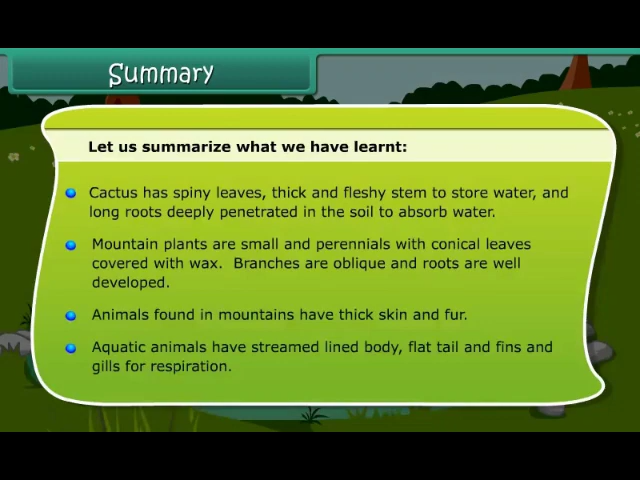 Summary
Let us summarize what we have learnt:
Cactus has spiny leaves, thick and fleshy stem to store water, and
long roots deeply penetrated in the soil to absorb water.
Mountain plants are small and perennials with conical leaves
covered with wax.  Branches are oblique and roots are well
developed.
Animals found in mountains have thick skin and fur.
Aquatic animals have streamed lined body, flat tail and fins and
gills for respiration.